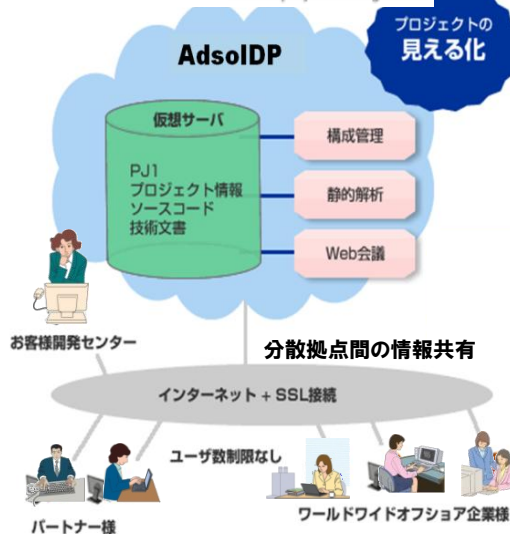 プロジェクトの
見える化
AdsolDP
仮想サーバ
PJ1
プロジェクト情報
ソースコード
技術文書
構成管理
静的解析
Web会議
お客様開発センター
分散拠点間の情報共有
インターネット + SSL接続
ユーザ数制限なし
パートナー様
ワールドワイドオフショア企業様